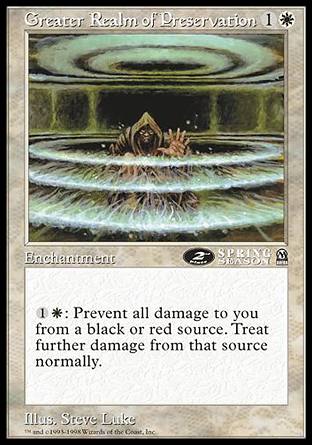 Greater Realm of Preservation 1
Enchantment 2nd PLACE SPRING SEASON
1 : Prevent all damage to you
from a black or red source. Treat
further damage from that source
normally.
Illus. Steve Luke
™ and ©1993-1998 Wizards of the Coast, Inc.